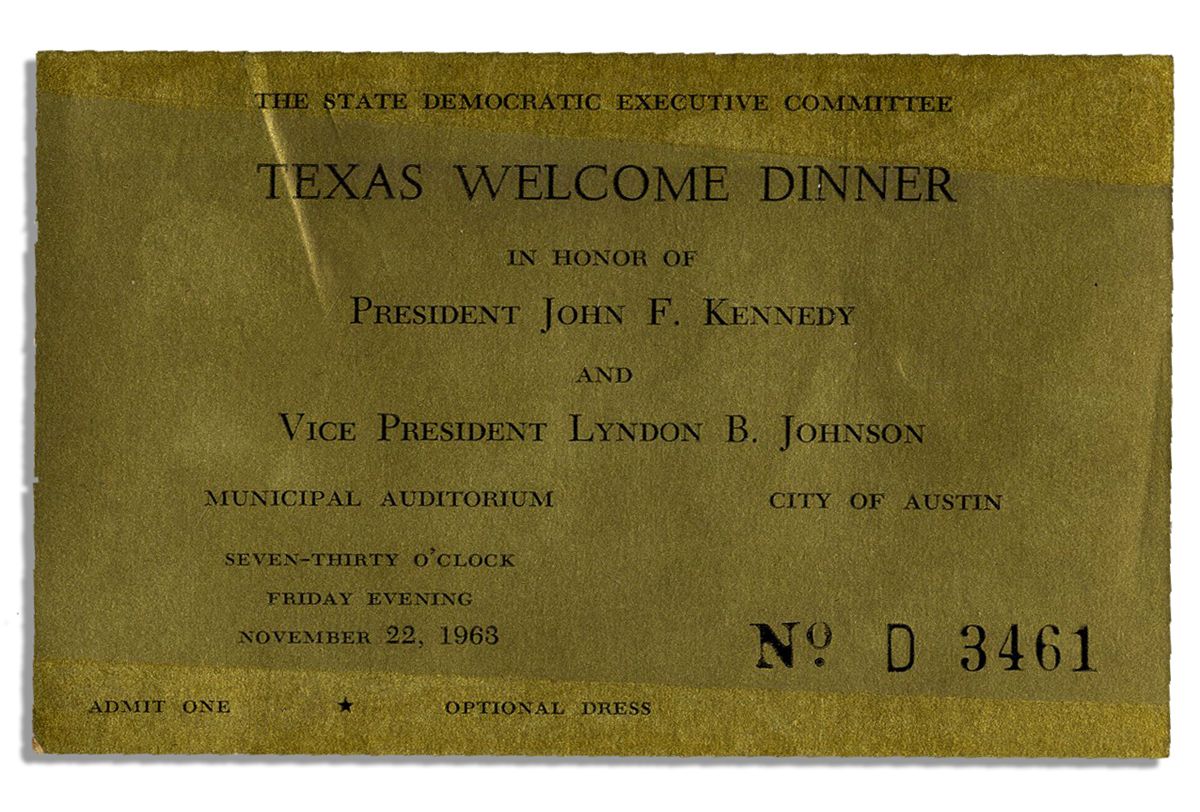 THE STATE DEMOCRATIC EXECUTIVE COMMITTEE
TEXAS WELCOME DINNER
IN HONOR OF
PRESIDENT JOHN F. KENNEDY
AND
VICE PRESIDENT LYNDON B. JOHNSON
MUNICIPAL AUDITORIUM CITY OF AUSTIN
SEVEN-THIRTY O'CLOCK
FRIDAY EVENING
NOVEMBER 22, 1963
Nº D 3461
ADMIT ONE ★ OPTIONAL DRESS